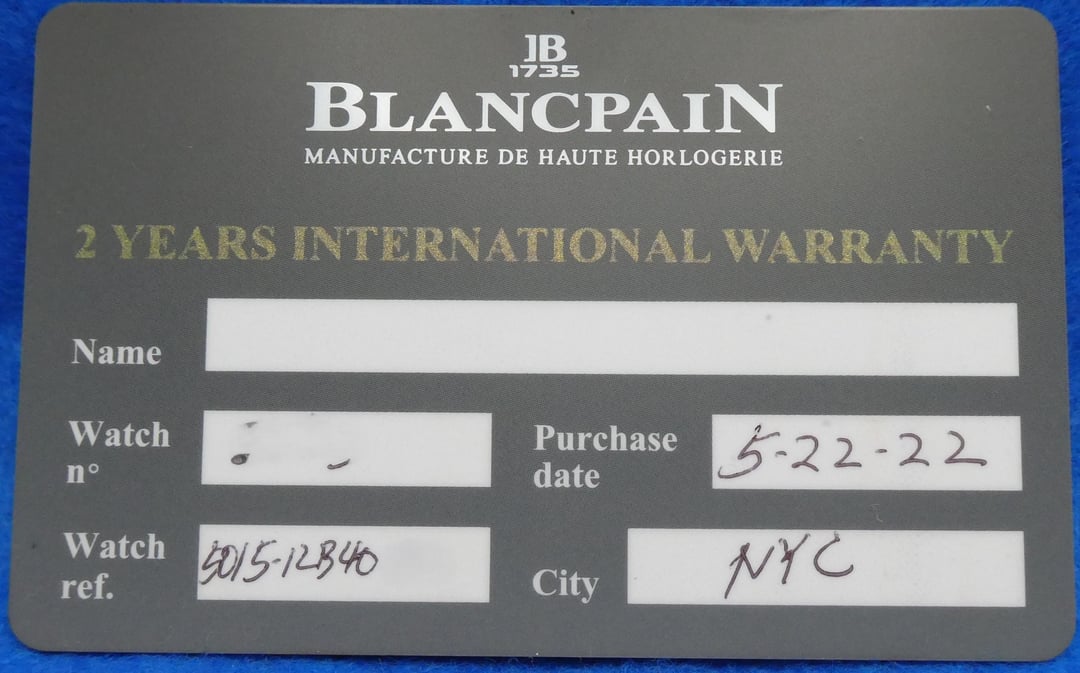 JB
1735
BLANCPAIN
MANUFACTURE DE HAUTE HORLOGERIE
2 YEARS INTERNATIONAL WARRANTY
Name
Watch n°
Purchase date 5-22-22
Watch ref. 5015-12B40
City NYC